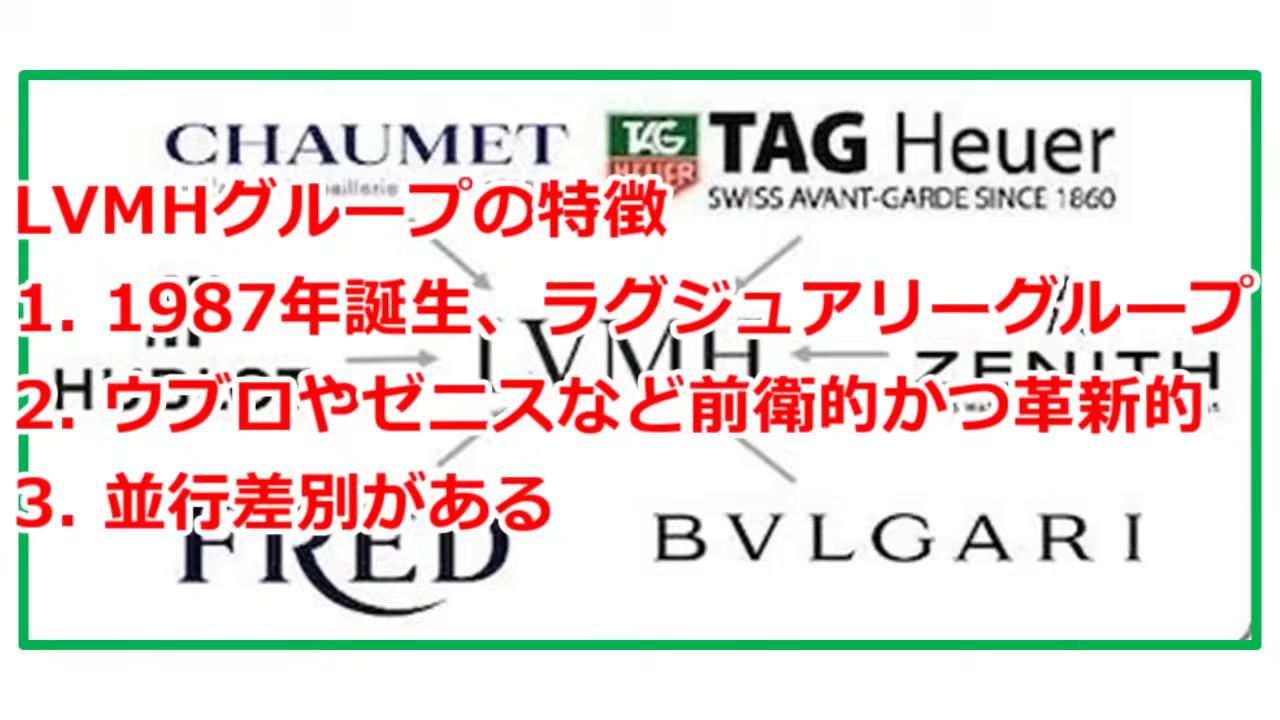 CHAUMET
TAG
HEUER
TAG Heuer
SWISS AVANT-GARDE SINCE 1860
LVMHグループの特徴
1. 1987年誕生、ラグジュアリーグループ
LVMH
ZENITH
2. ウブロやゼニスなど前衛的かつ革新的
3. 並行差別がある
FRED
BVLGARI